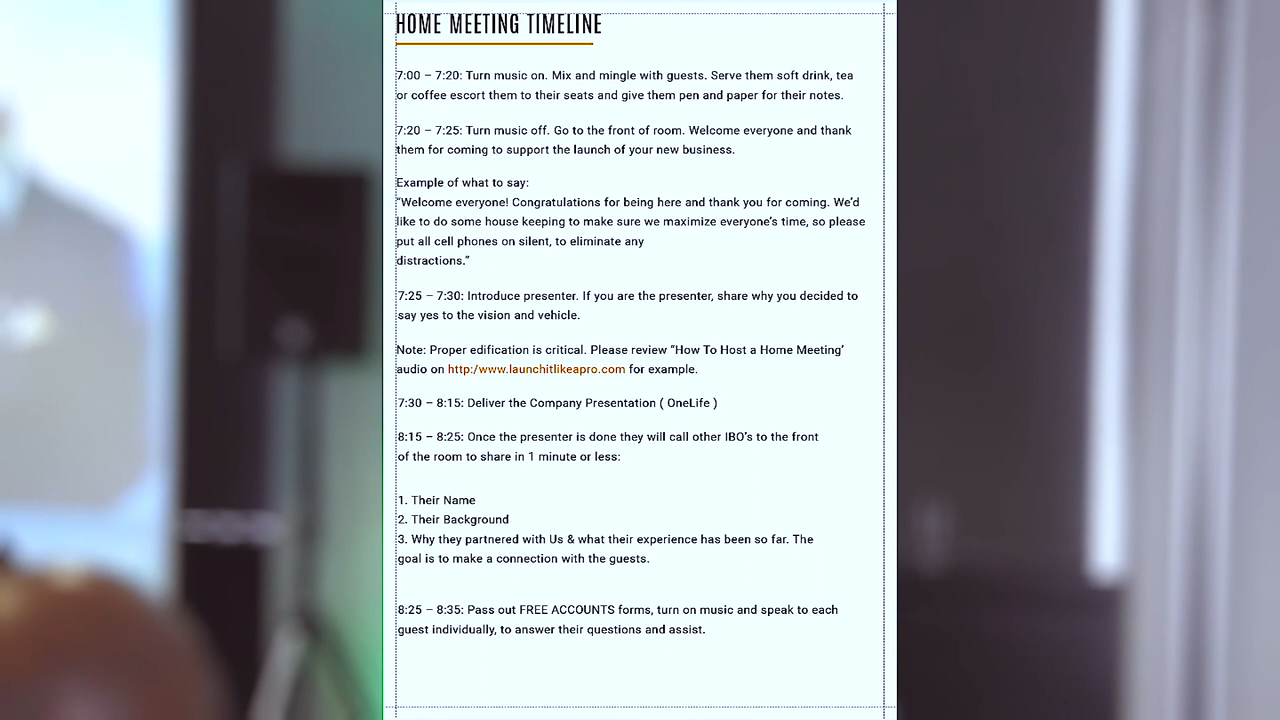 HOME MEETING TIMELINE
7:00 – 7:20: Turn music on. Mix and mingle with guests. Serve them soft drink, tea
or coffee escort them to their seats and give them pen and paper for their notes.
7:20 – 7:25: Turn music off. Go to the front of room. Welcome everyone and thank
them for coming to support the launch of your new business.
Example of what to say:
“Welcome everyone! Congratulations for being here and thank you for coming. We’d
like to do some house keeping to make sure we maximize everyone’s time, so please
put all cell phones on silent, to eliminate any
distractions.”
7:25 – 7:30: Introduce presenter. If you are the presenter, share why you decided to
say yes to the vision and vehicle.
Note: Proper edification is critical. Please review “How To Host a Home Meeting’
audio on http:/www.launchitlikeapro.com for example.
7:30 – 8:15: Deliver the Company Presentation ( OneLife )
8:15 – 8:25: Once the presenter is done they will call other IBO’s to the front
of the room to share in 1 minute or less:
1. Their Name
2. Their Background
3. Why they partnered with Us & what their experience has been so far. The
goal is to make a connection with the guests.
8:25 – 8:35: Pass out FREE ACCOUNTS forms, turn on music and speak to each
guest individually, to answer their questions and assist.